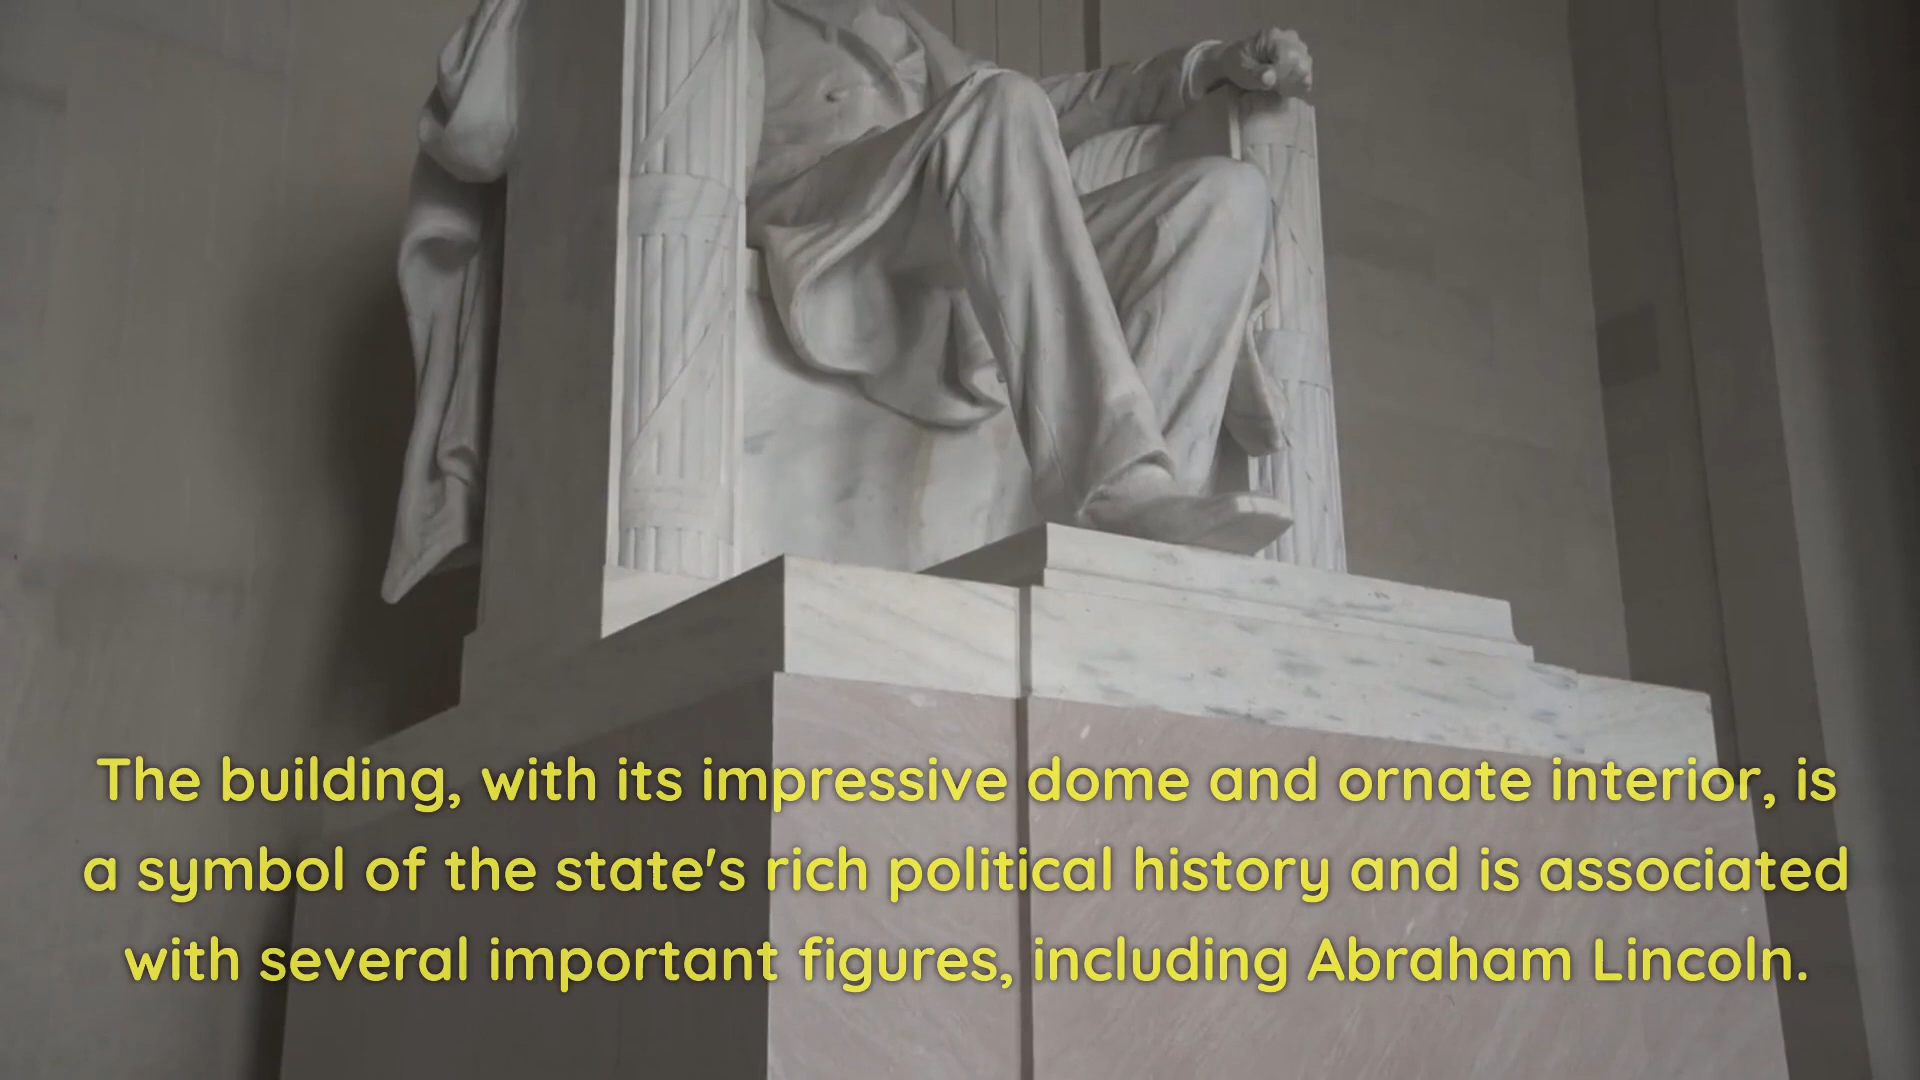 The building, with its impressive dome and ornate interior, is
a symbol of the state's rich political history and is associated
with several important figures, including Abraham Lincoln.